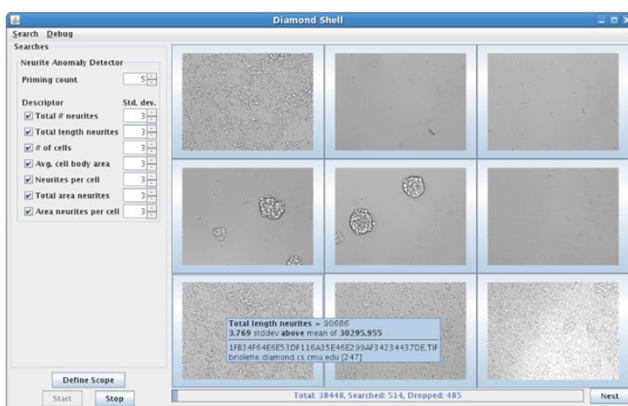 Diamond Shell
Search Debug
Searches
Neurite Anomaly Detector
Priming count 5
Descriptor Std. dev.
Total # neurites 3
Total length neurites 3
# of cells 3
Avg. cell body area 3
Neurites per cell 3
Total area neurites 3
Area neurites per cell 3
Total length neurites = 90686
3.769 stddev above mean of 30295.955
1FB34F64E6E53DF116A35E46E299AF34234437DE.TIF
briolette.diamond.cs.cmu.edu [247]
Define Scope
Start Stop
Total: 38448, Searched: 514, Dropped: 485
Next